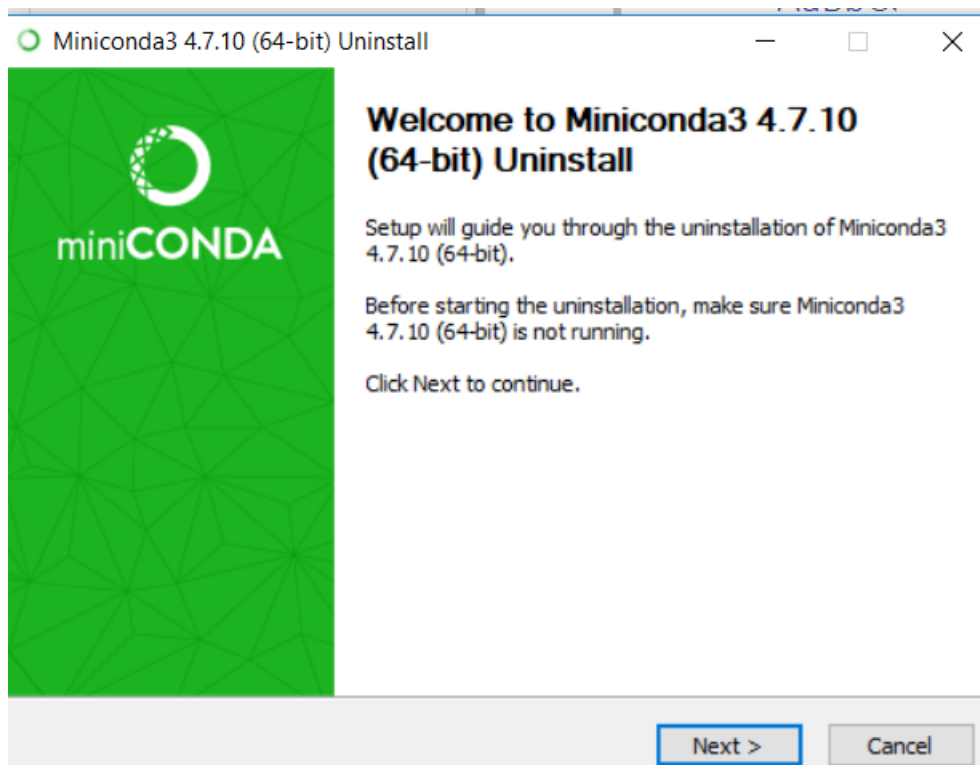 Miniconda3 4.7.10 (64-bit) Uninstall
miniCONDA
Welcome to Miniconda3 4.7.10
(64-bit) Uninstall
Setup will guide you through the uninstallation of Miniconda3
4.7.10 (64-bit).
Before starting the uninstallation, make sure Miniconda3
4.7.10 (64-bit) is not running.
Click Next to continue.
Next >
Cancel